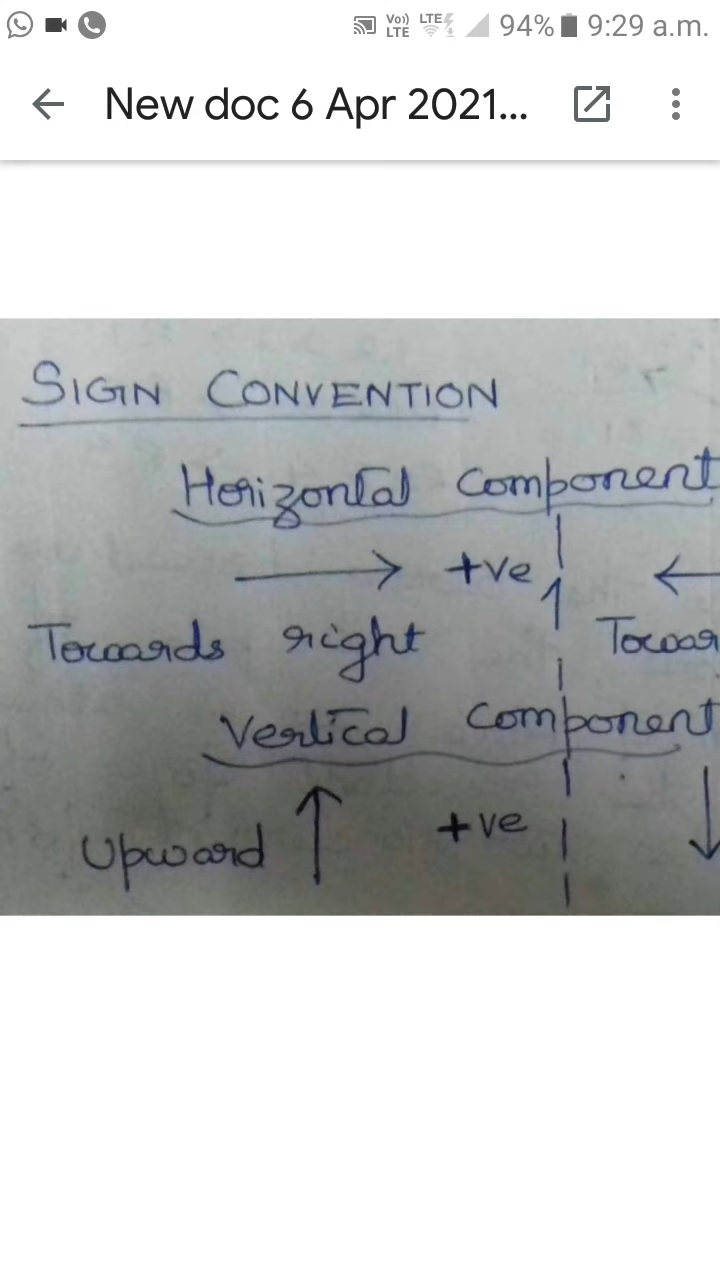 94% 9:29 a.m.
New doc 6 Apr 2021...
SIGN CONVENTION
Horizontal Component
+ve
Towards right
Vertical Component
Upward +ve